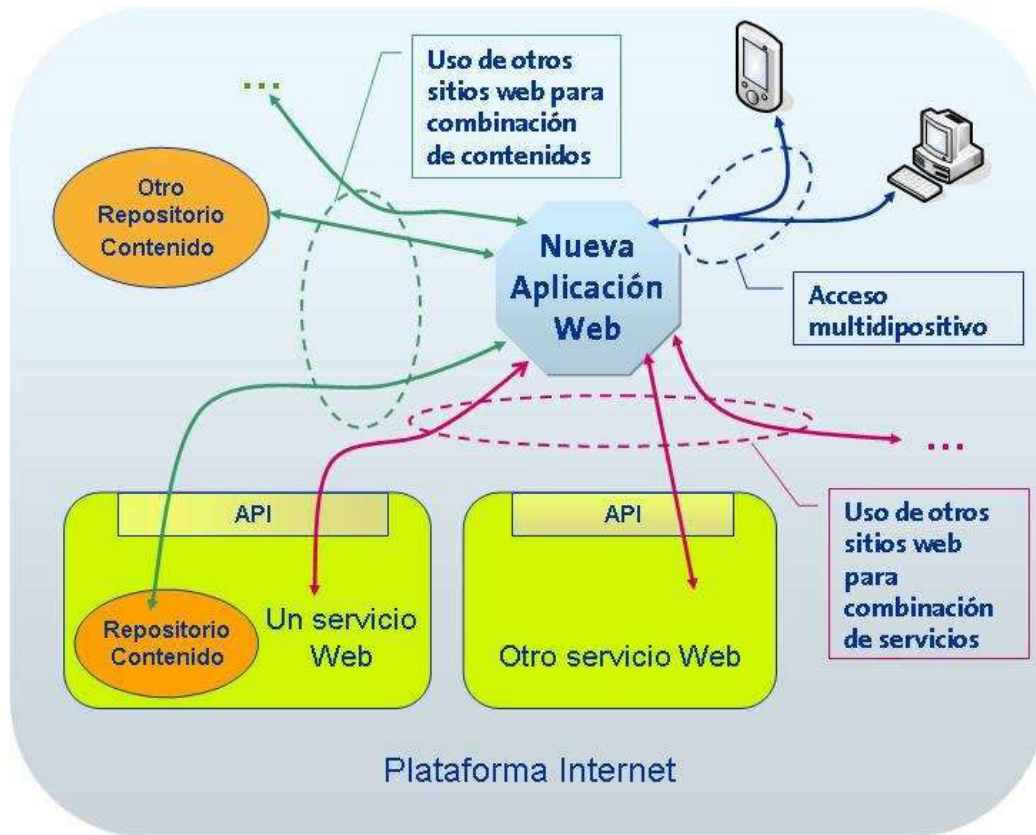 Uso de otros
sitios web para
combinación
de contenidos
...
Otro
Repositorio
Contenido
Nueva
Aplicación
Web
Acceso
multidipositivo
...
API
API
Uso de otros
sitios web
para
combinación
de servicios
Repositorio
Contenido
Un servicio
Web
Otro servicio Web
Plataforma Internet